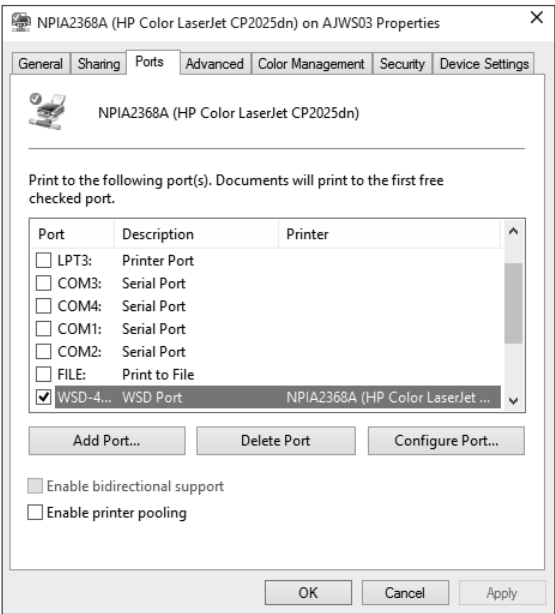 NPIA2368A (HP Color LaserJet CP2025dn) on AJWS03 Properties
General Sharing Ports Advanced Color Management Security Device Settings
NPIA2368A (HP Color LaserJet CP2025dn)
Print to the following port(s). Documents will print to the first free
checked port.
Port Description Printer
LPT3: Printer Port
COM3: Serial Port
COM4: Serial Port
COM1: Serial Port
COM2: Serial Port
FILE: Print to File
WSD-4... WSD Port NPIA2368A (HP Color LaserJet ...
Add Port... Delete Port Configure Port...
Enable bidirectional support
Enable printer pooling
OK Cancel Apply